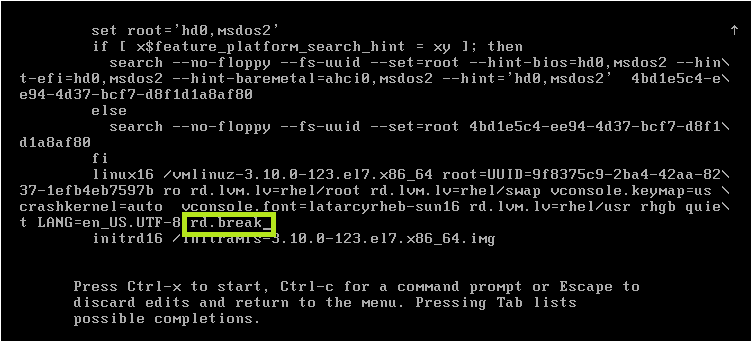 set root='hd0,msdos2'
if [ x$feature_platform_search_hint = xy ]; then
search --no-floppy --fs-uuid --set=root --hint-bios=hd0,msdos2 --hin\
t-efi=hd0,msdos2 --hint-baremetal=ahci0,msdos2 --hint='hd0,msdos2'  4bd1e5c4-e\
e94-4d37-bcf7-d8f1d1a8af80
else
search --no-floppy --fs-uuid --set=root 4bd1e5c4-ee94-4d37-bcf7-d8f1\
d1a8af80
fi
linux16 /vmlinuz-3.10.0-123.el7.x86_64 root=UUID=9f8375c9-2ba4-42aa-82\
37-1efb4eb7597b ro rd.lvm.lv=rhel/root rd.lvm.lv=rhel/swap vconsole.keymap=us \
crashkernel=auto  vconsole.font=latarcyrheb-sun16 rd.lvm.lv=rhel/usr rhgb quie\
t LANG=en_US.UTF-8 rd.break_
initrd16 /initramfs-3.10.0-123.el7.x86_64.img
Press Ctrl-x to start, Ctrl-c for a command prompt or Escape to
discard edits and return to the menu. Pressing Tab lists
possible completions.